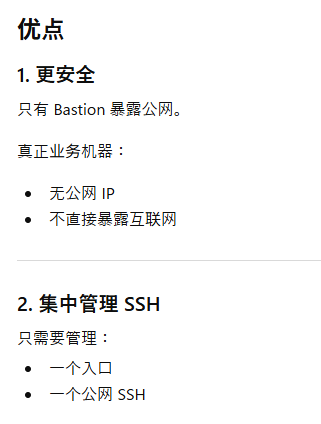 优点
1. 更安全
只有 Bastion 暴露公网。
真正业务机器：
• 无公网 IP
• 不直接暴露互联网
2. 集中管理 SSH
只需要管理：
• 一个入口
• 一个公网 SSH